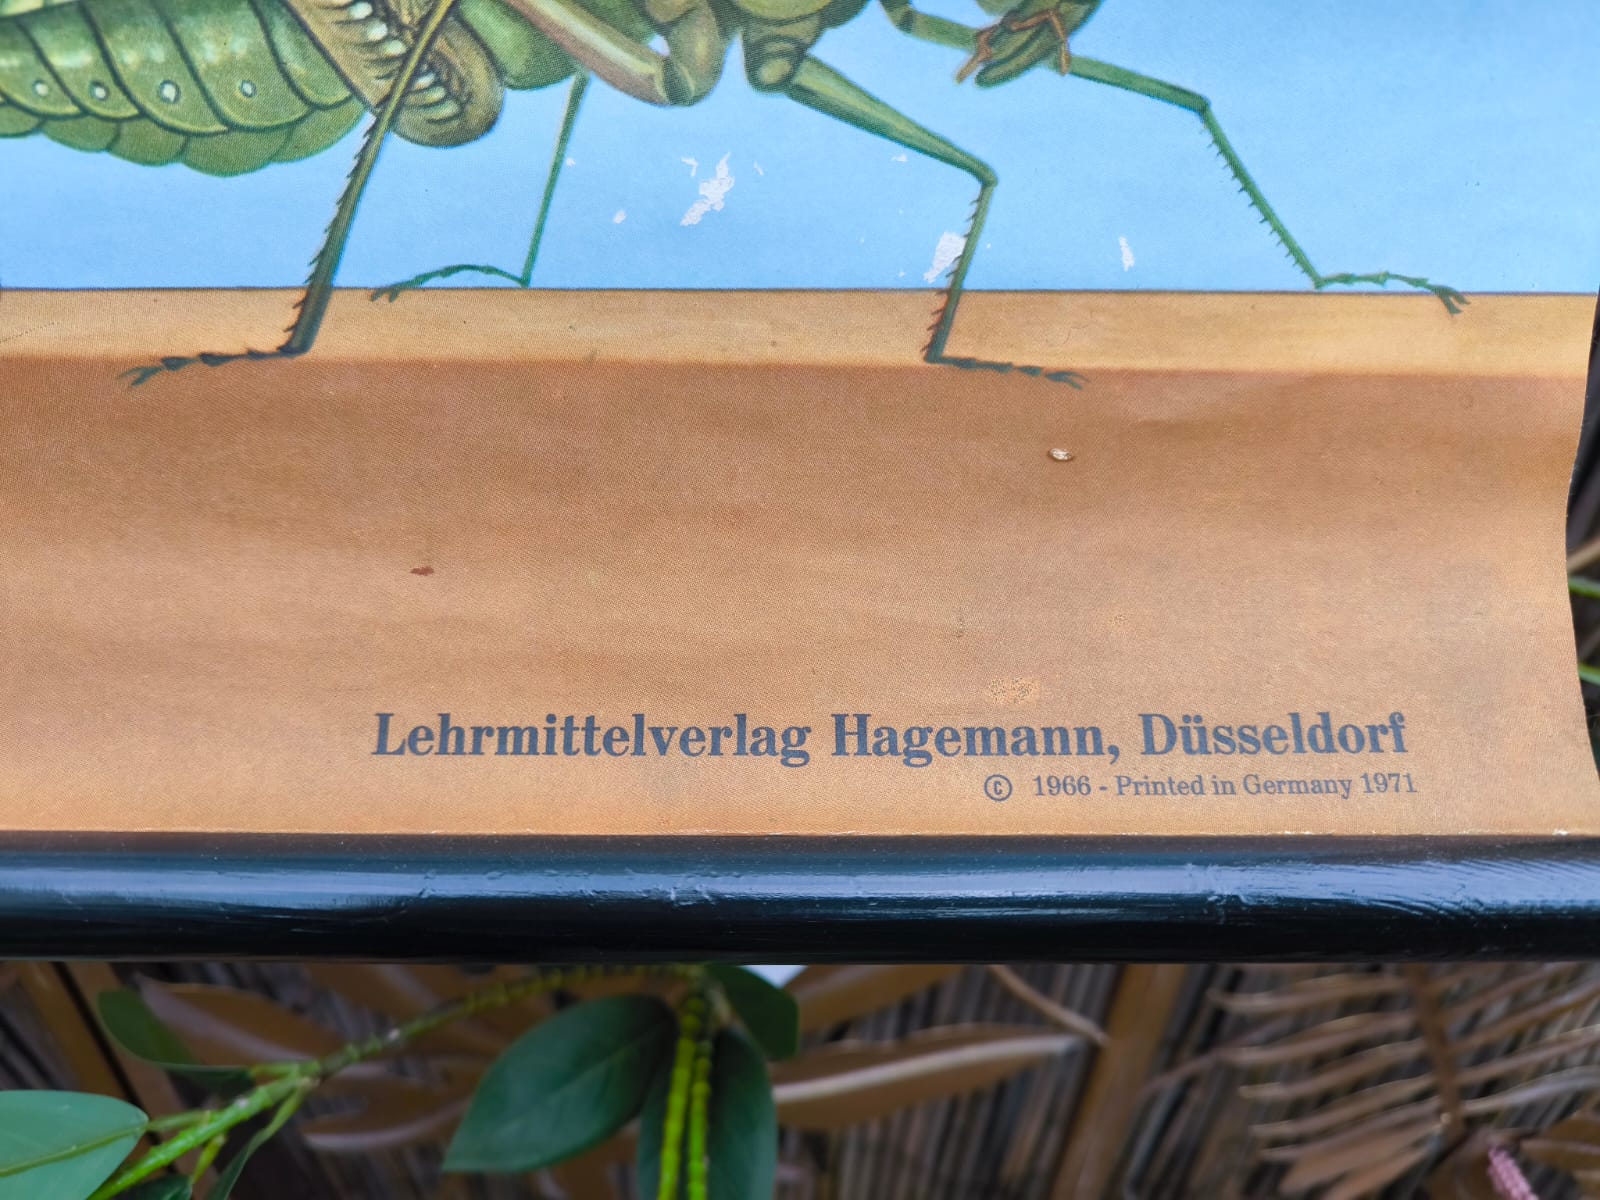 Lehrmittelverlag Hagemann, Düsseldorf
© 1966 - Printed in Germany 1971